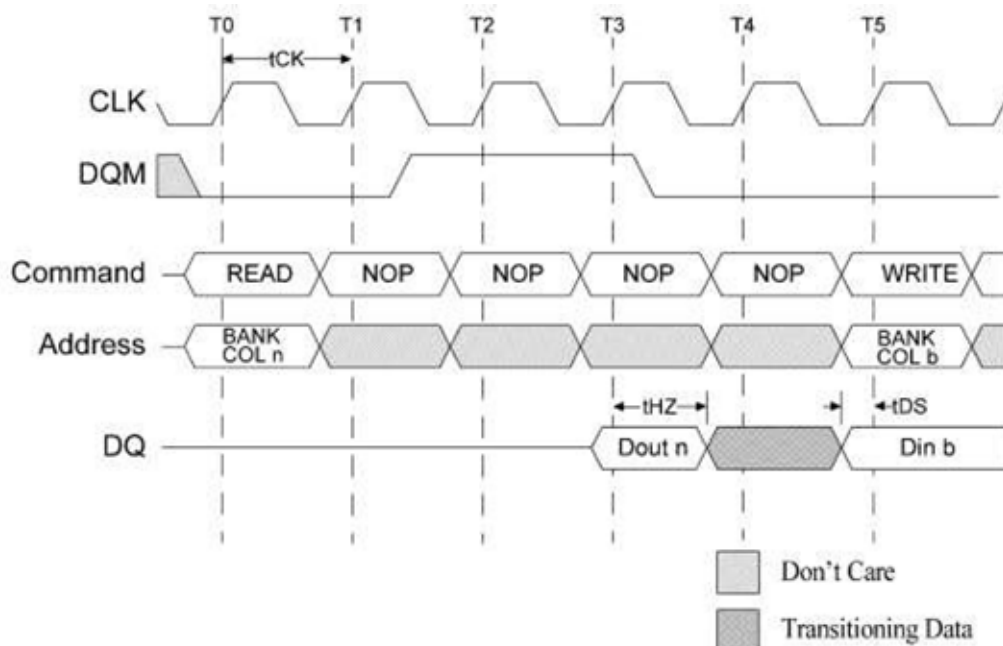 T0 T1 T2 T3 T4 T5
tCK
CLK
DQM
Command READ NOP NOP NOP NOP WRITE
Address BANK COL n BANK COL b
tHZ tDS
DQ Dout n Din b
Don't Care
Transitioning Data